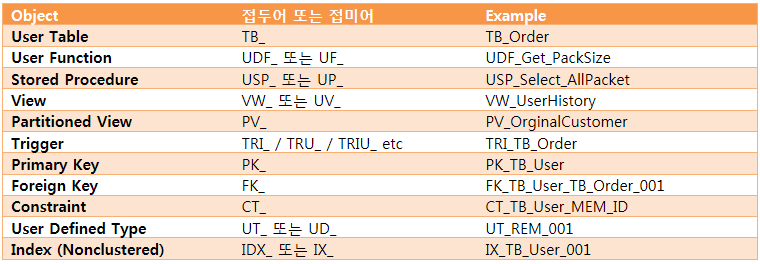 Object 접두어 또는 접미어 Example
User Table TB_ TB_Order
User Function UDF_ 또는 UF_ UDF_Get_PackSize
Stored Procedure USP_ 또는 UP_ USP_Select_AllPacket
View VW_ 또는 UV_ VW_UserHistory
Partitioned View PV_ PV_OrginalCustomer
Trigger TRI_ / TRU_ / TRIU_ etc TRI_TB_Order
Primary Key PK_ PK_TB_User
Foreign Key FK_ FK_TB_User_TB_Order_001
Constraint CT_ CT_TB_User_MEM_ID
User Defined Type UT_ 또는 UD_ UT_REM_001
Index (Nonclustered) IDX_ 또는 IX_ IX_TB_User_001